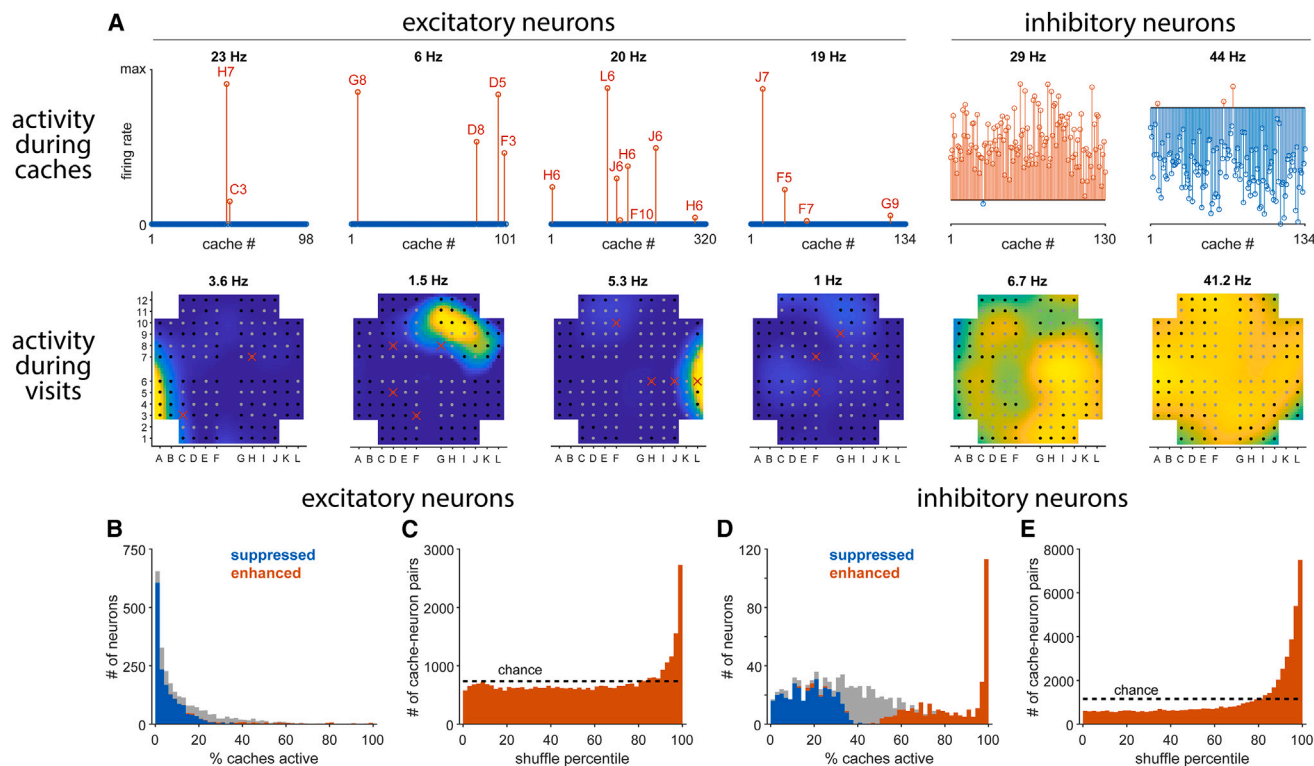 A
excitatory neurons
inhibitory neurons
23 Hz
6 Hz
20 Hz
19 Hz
29 Hz
44 Hz
activity
during
caches
firing rate
max
0
H7
C3
G8
D8
D5
F3
H6
L6
J6
H6
F10
J6
H6
J7
F5
F7
G9
1 cache # 98
1 cache # 101
1 cache # 320
1 cache # 134
1 cache # 130
1 cache # 134
activity
during
visits
3.6 Hz
1.5 Hz
5.3 Hz
1 Hz
6.7 Hz
41.2 Hz
12
11
10
9
8
7
6
5
4
3
2
1
A B C D E F G H I J K L
A B C D E F G H I J K L
A B C D E F G H I J K L
A B C D E F G H I J K L
A B C D E F G H I J K L
A B C D E F G H I J K L
excitatory neurons
inhibitory neurons
B
suppressed
enhanced
# of neurons
750
500
250
0
0 20 40 60 80 100
% caches active
C
# of cache-neuron pairs
3000
2000
1000
0
chance
0 20 40 60 80 100
shuffle percentile
D
suppressed
enhanced
# of neurons
120
80
40
0
0 20 40 60 80 100
% caches active
E
# of cache-neuron pairs
8000
6000
4000
2000
0
chance
0 20 40 60 80 100
shuffle percentile